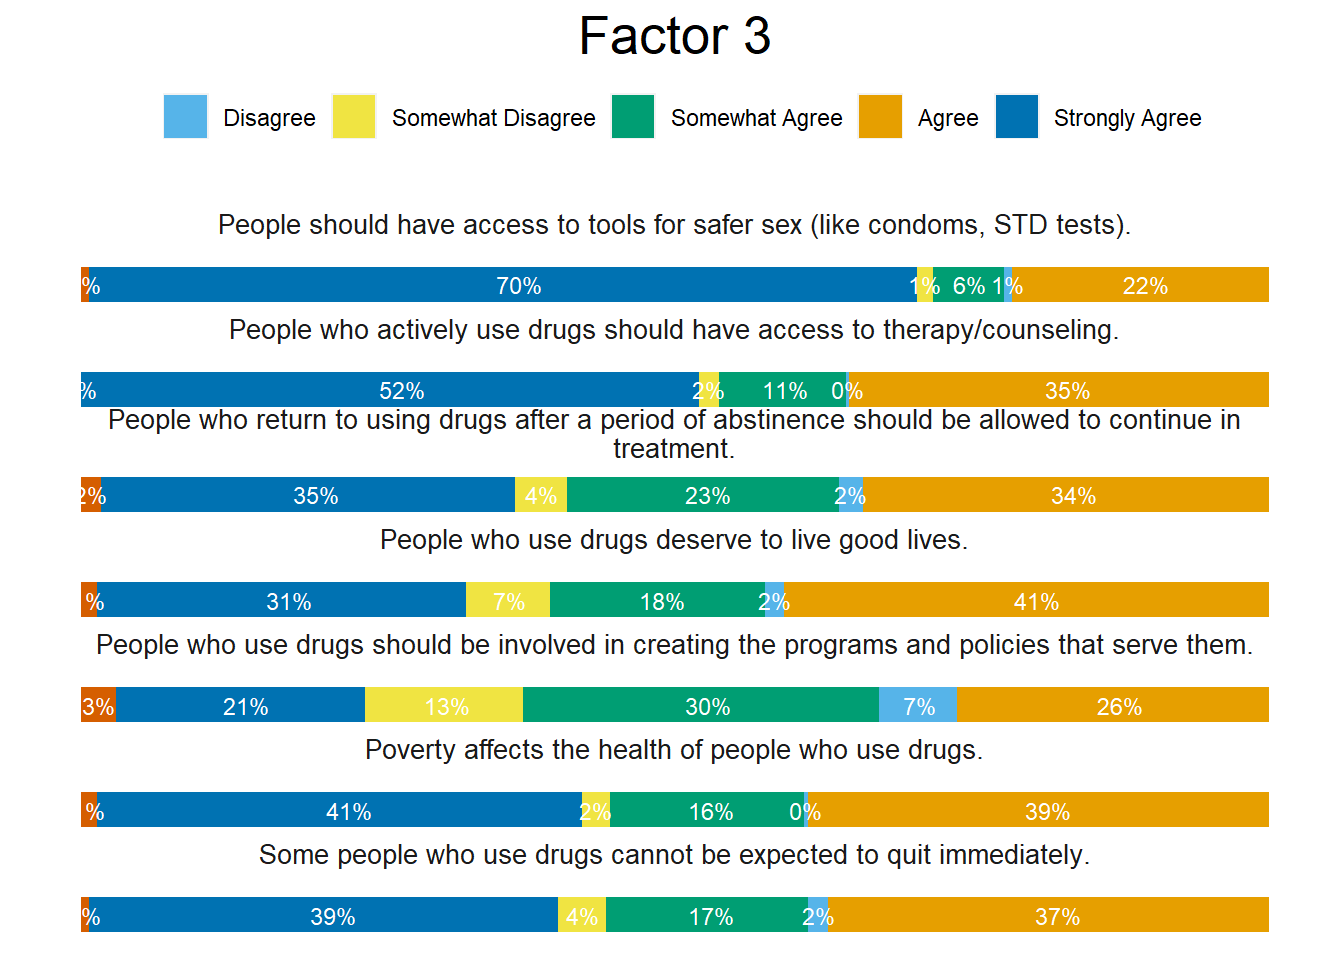 Factor 3
Disagree Somewhat Disagree Somewhat Agree Agree Strongly Agree
People should have access to tools for safer sex (like condoms, STD tests).
% 70% 1% 6% 1% 22%
People who actively use drugs should have access to therapy/counseling.
% 52% 2% 11% 0% 35%
People who return to using drugs after a period of abstinence should be allowed to continue in
treatment.
2% 35% 4% 23% 2% 34%
People who use drugs deserve to live good lives.
% 31% 7% 18% 2% 41%
People who use drugs should be involved in creating the programs and policies that serve them.
3% 21% 13% 30% 7% 26%
Poverty affects the health of people who use drugs.
% 41% 2% 16% 0% 39%
Some people who use drugs cannot be expected to quit immediately.
% 39% 4% 17% 2% 37%